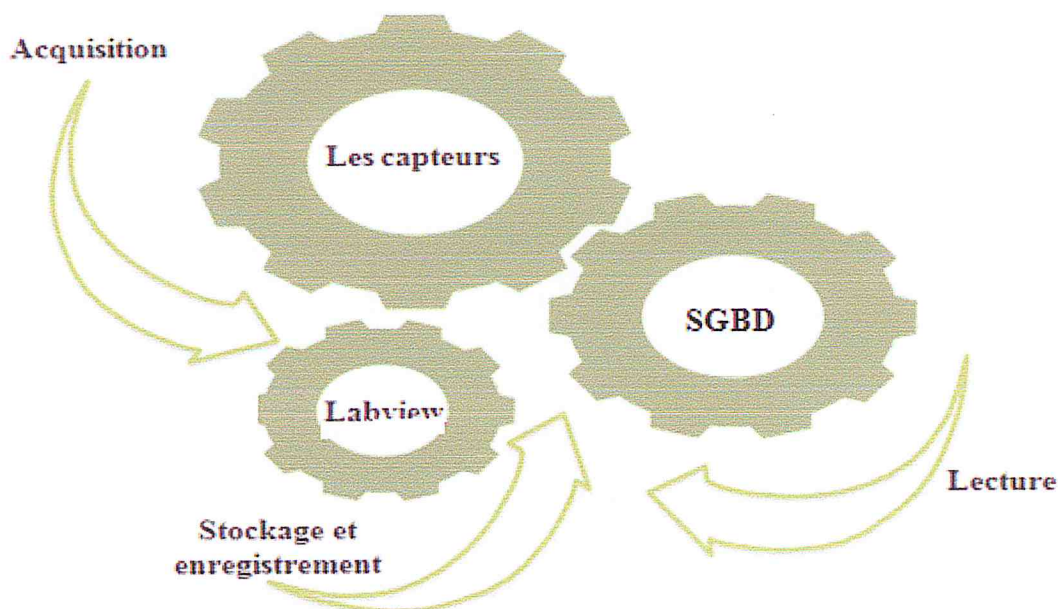 Acquisition
Les capteurs
SGBD
Labview
Lecture
Stockage et
enregistrement